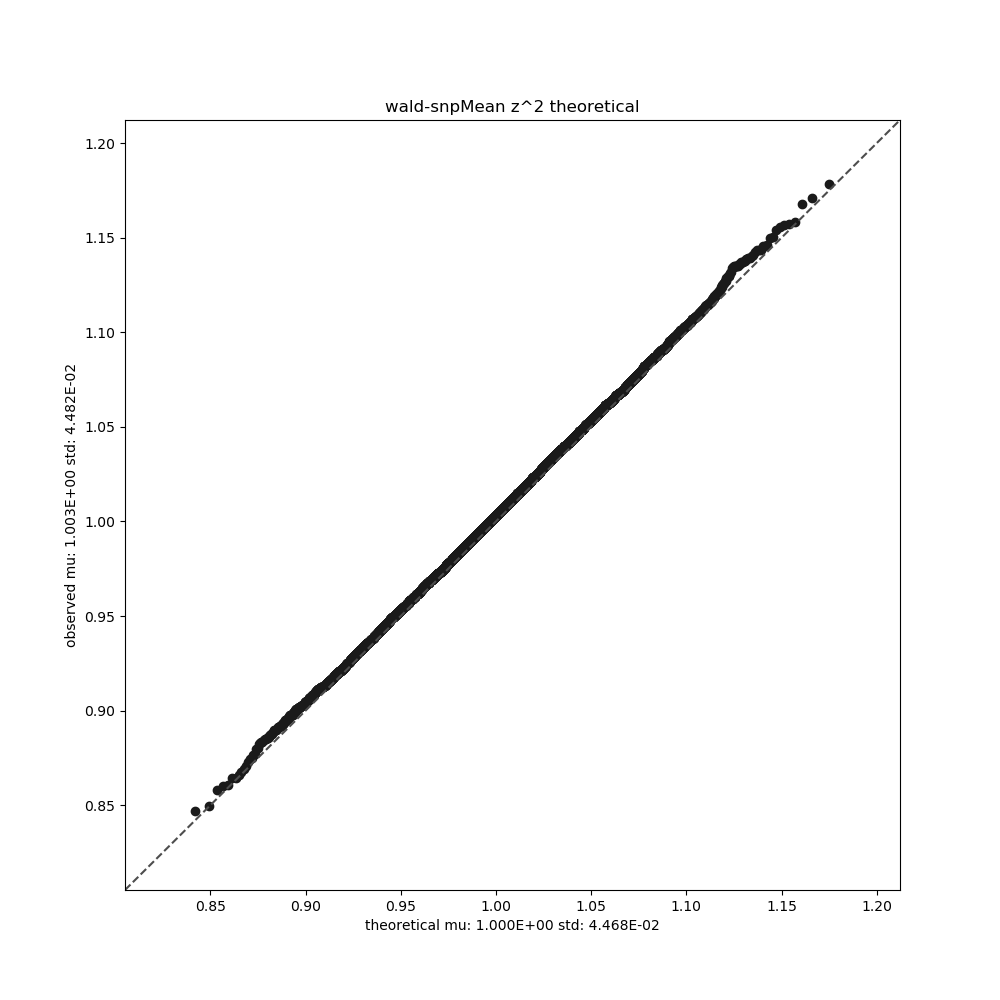 wald-snpMean z^2 theoretical
1.20
1.15
1.10
1.05
1.00
0.95
0.90
0.85
observed mu: 1.003E+00 std: 4.482E-02
0.85 0.90 0.95 1.00 1.05 1.10 1.15 1.20
theoretical mu: 1.000E+00 std: 4.468E-02